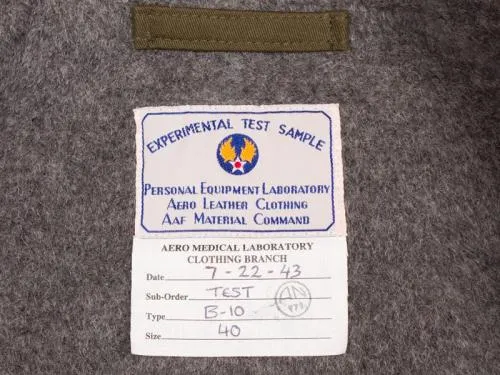 EXPERIMENTAL TEST SAMPLE
PERSONAL EQUIPMENT LABORATORY
AERO LEATHER CLOTHING
AAF MATERIAL COMMAND
AERO MEDICAL LABORATORY
CLOTHING BRANCH
Date 7-22-43
Sub-Order TEST
AN
Type B-10
Size 40